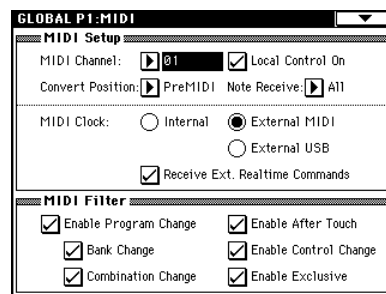 GLOBAL P1:MIDI
MIDI Setup
MIDI Channel: 01 Local Control On
Convert Position: PreMIDI Note Receive: All
MIDI Clock: Internal External MIDI
External USB
Receive Ext. Realtime Commands
MIDI Filter
Enable Program Change Enable After Touch
Bank Change Enable Control Change
Combination Change Enable Exclusive